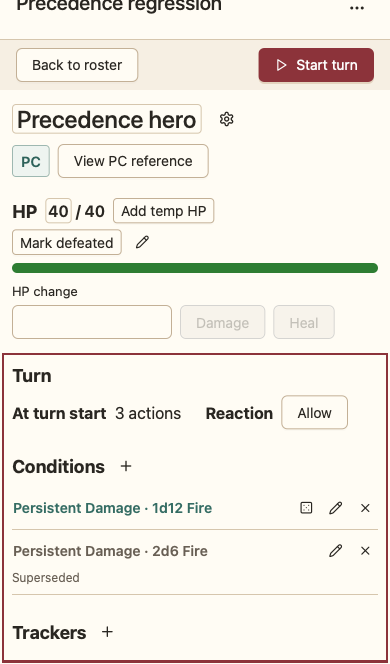 Precedence regression
Back to roster
Start turn
Precedence hero
PC
View PC reference
HP 40 / 40 Add temp HP
Mark defeated
HP change
Damage
Heal
Turn
At turn start 3 actions Reaction Allow
Conditions +
Persistent Damage · 1d12 Fire
Persistent Damage · 2d6 Fire
Superseded
Trackers +